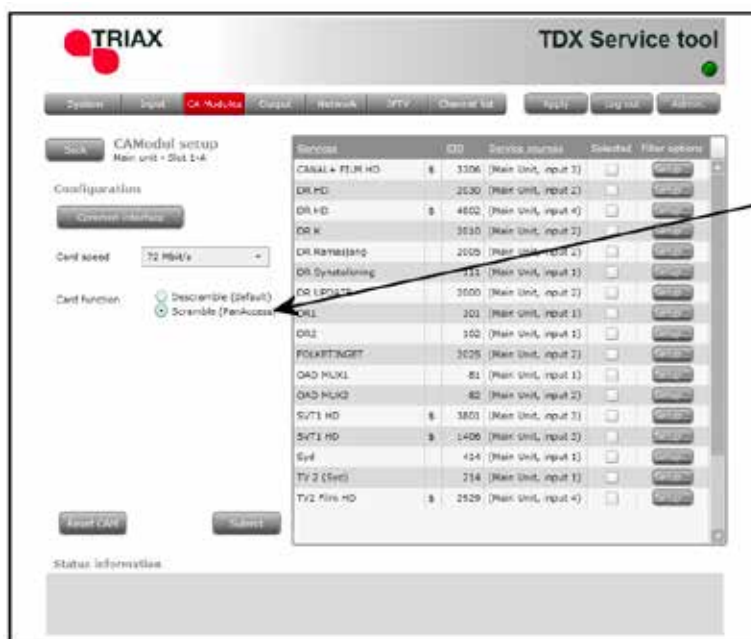 TRIAX
TDX Service tool
System Input CA Modules Output Network IPTV Channel list Apply Log out Admin
Back
CAModul setup
Main unit - Slot 1-A
Configuration
Common interface
Card speed 72 Mbit/s
Card function Descramble (default)
Scramble (PanAccess
Services SID Service sources Selected Filter options
CANAL+ FILM HD $ 3306 (Main Unit, input 3)
DR HD 2030 (Main Unit, input 2)
DR HD $ 4602 (Main Unit, input 4)
DR K 2010 (Main Unit, input 2)
DR Ramasjang 2005 (Main Unit, input 2)
DR Synstolkning (Main Unit, input 1)
DR UPDATE 2000 (Main Unit, input 2)
DR1 101 (Main Unit, input 1)
DR2 102 (Main Unit, input 1)
FOLKETINGET 2025 (Main Unit, input 2)
OAD MUX1 81 (Main Unit, input 1)
OAD MUX2 82 (Main Unit, input 2)
SVT1 HD $ 3801 (Main Unit, input 3)
SVT1 HD $ 1406 (Main Unit, input 3)
Syd 414 (Main Unit, input 1)
TV 2 (Syd) 214 (Main Unit, input 1)
TV2 Film HD $ 2529 (Main Unit, input 4)
Reset CAM Submit
Status information